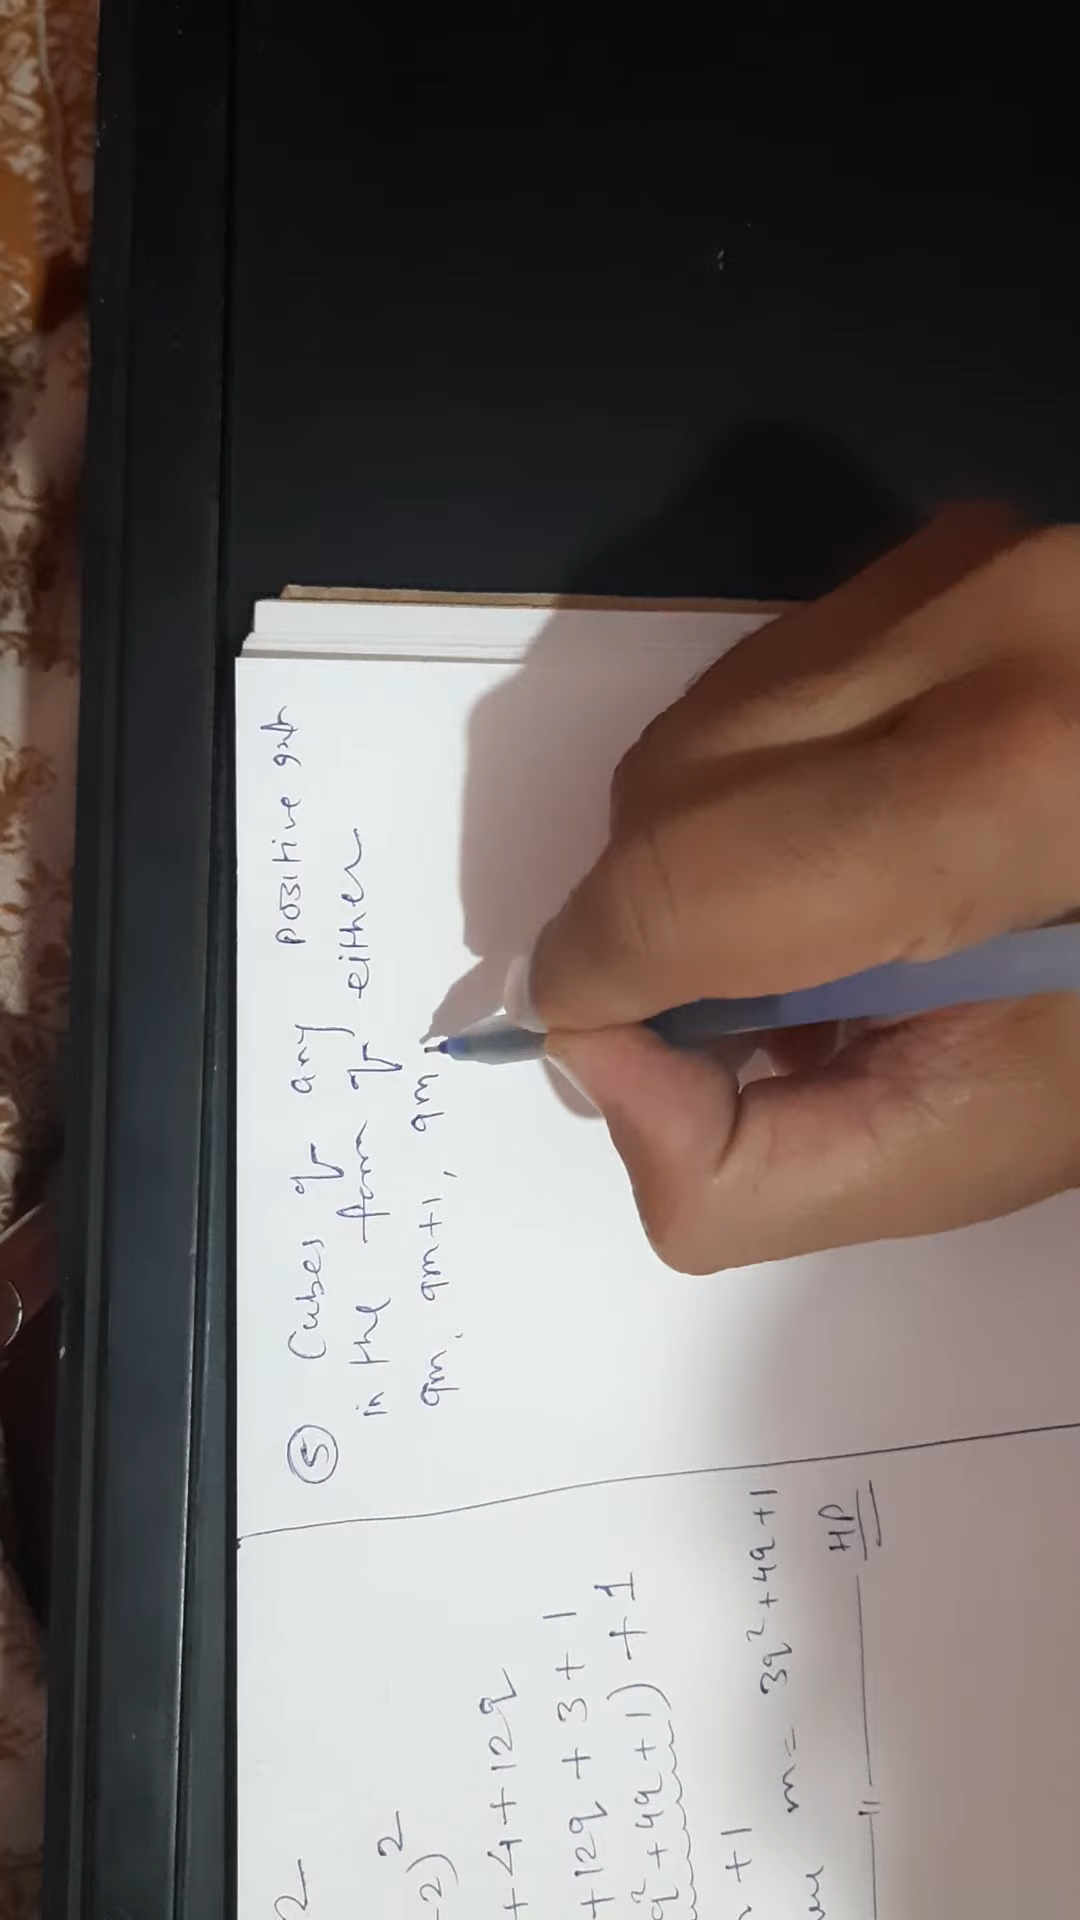 ⑤ Cubes of any positive int
in the form of either
9m, 9m+1, 9m
2
-2)²
+ 4 + 12q
+ 12q + 3 + 1
q² + 4q + 1) + 1
+ 1
m = 3q² + 4q + 1
HP